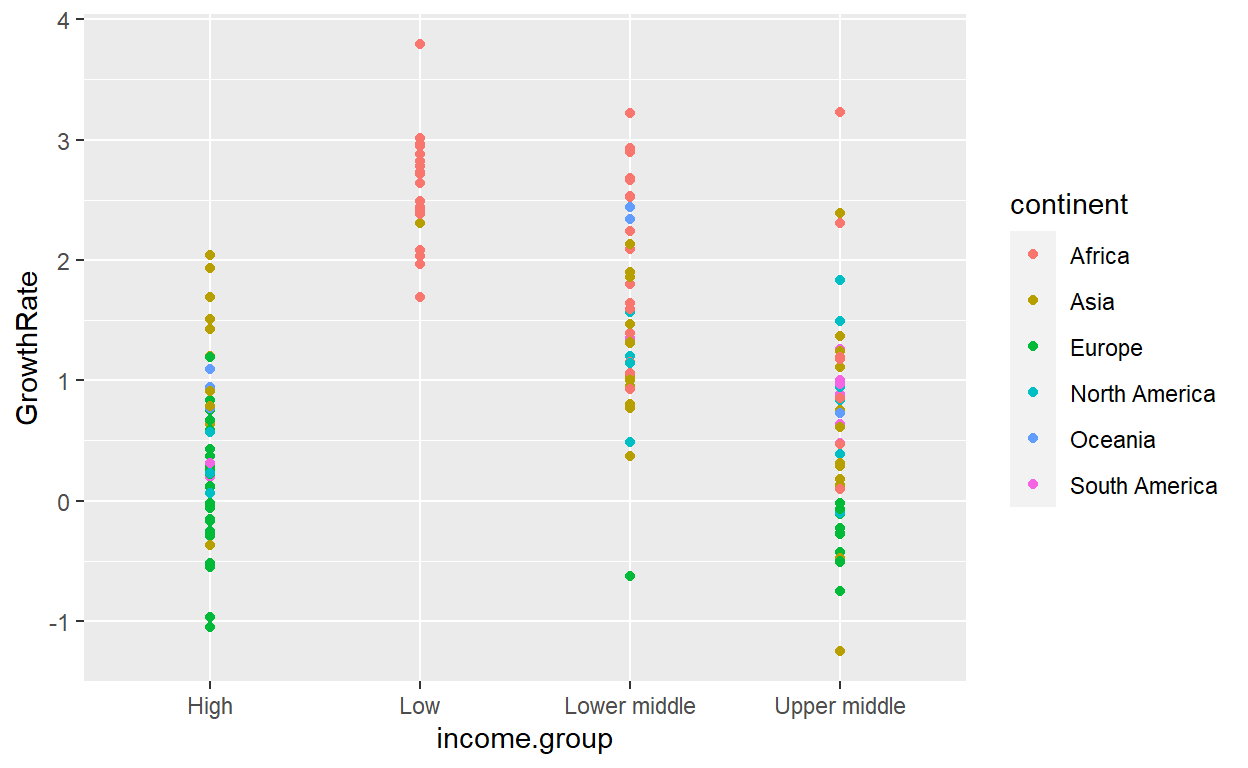 4
3
2
1
0
-1
GrowthRate
High
Low
Lower middle
Upper middle
income.group
continent
Africa
Asia
Europe
North America
Oceania
South America